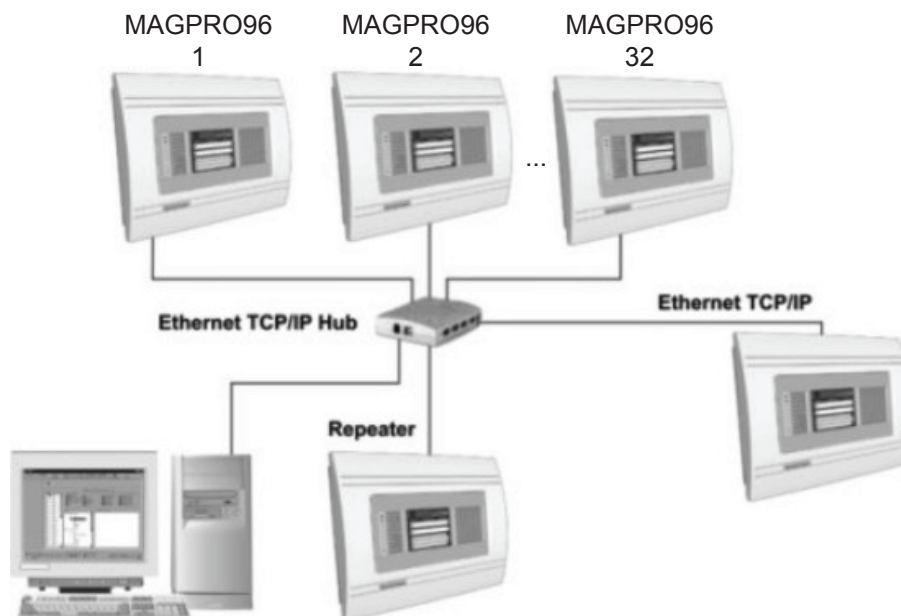 MAGPRO96
1
MAGPRO96
2
MAGPRO96
32
...
Ethernet TCP/IP Hub
Ethernet TCP/IP
Repeater